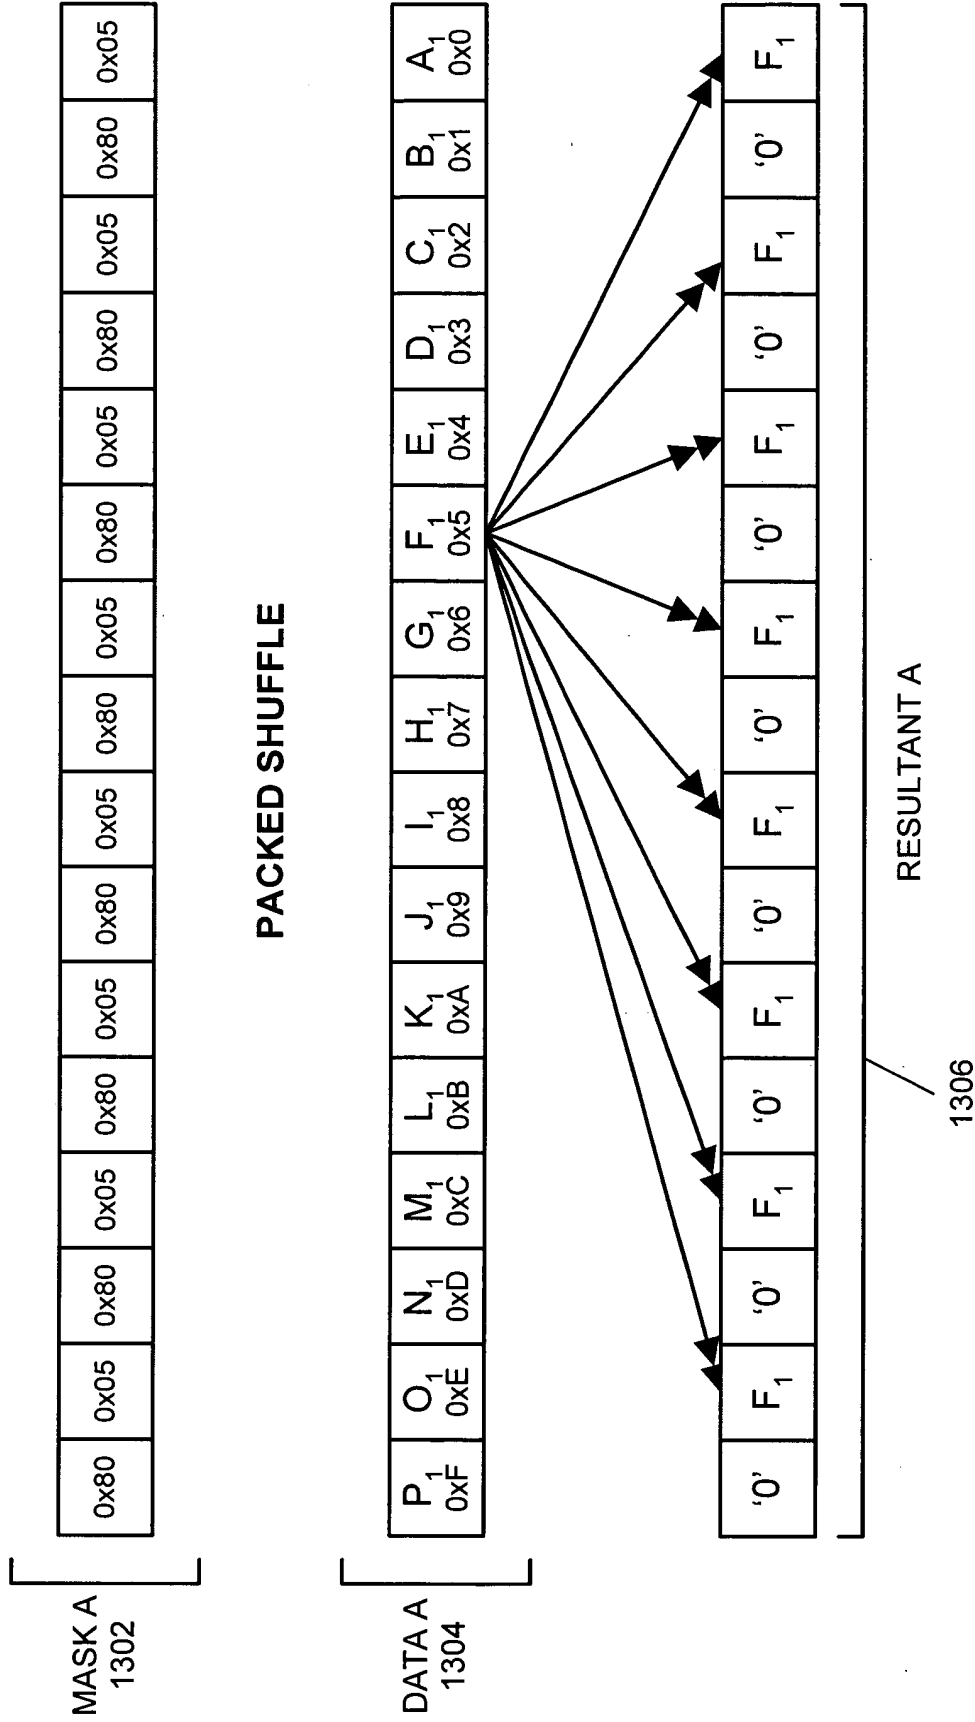 MASK A
1302
0x80 0x05 0x80 0x05 0x80 0x05 0x80 0x05 0x80 0x05 0x80 0x05 0x80 0x05 0x80 0x05
PACKED SHUFFLE
DATA A
1304
P1 O1 N1 M1 L1 K1 J1 I1 H1 G1 F1 E1 D1 C1 B1 A1
0xF 0xE 0xD 0xC 0xB 0xA 0x9 0x8 0x7 0x6 0x5 0x4 0x3 0x2 0x1 0x0
'0' F1 '0' F1 '0' F1 '0' F1 '0' F1 '0' F1 '0' F1 '0' F1
RESULTANT A
1306